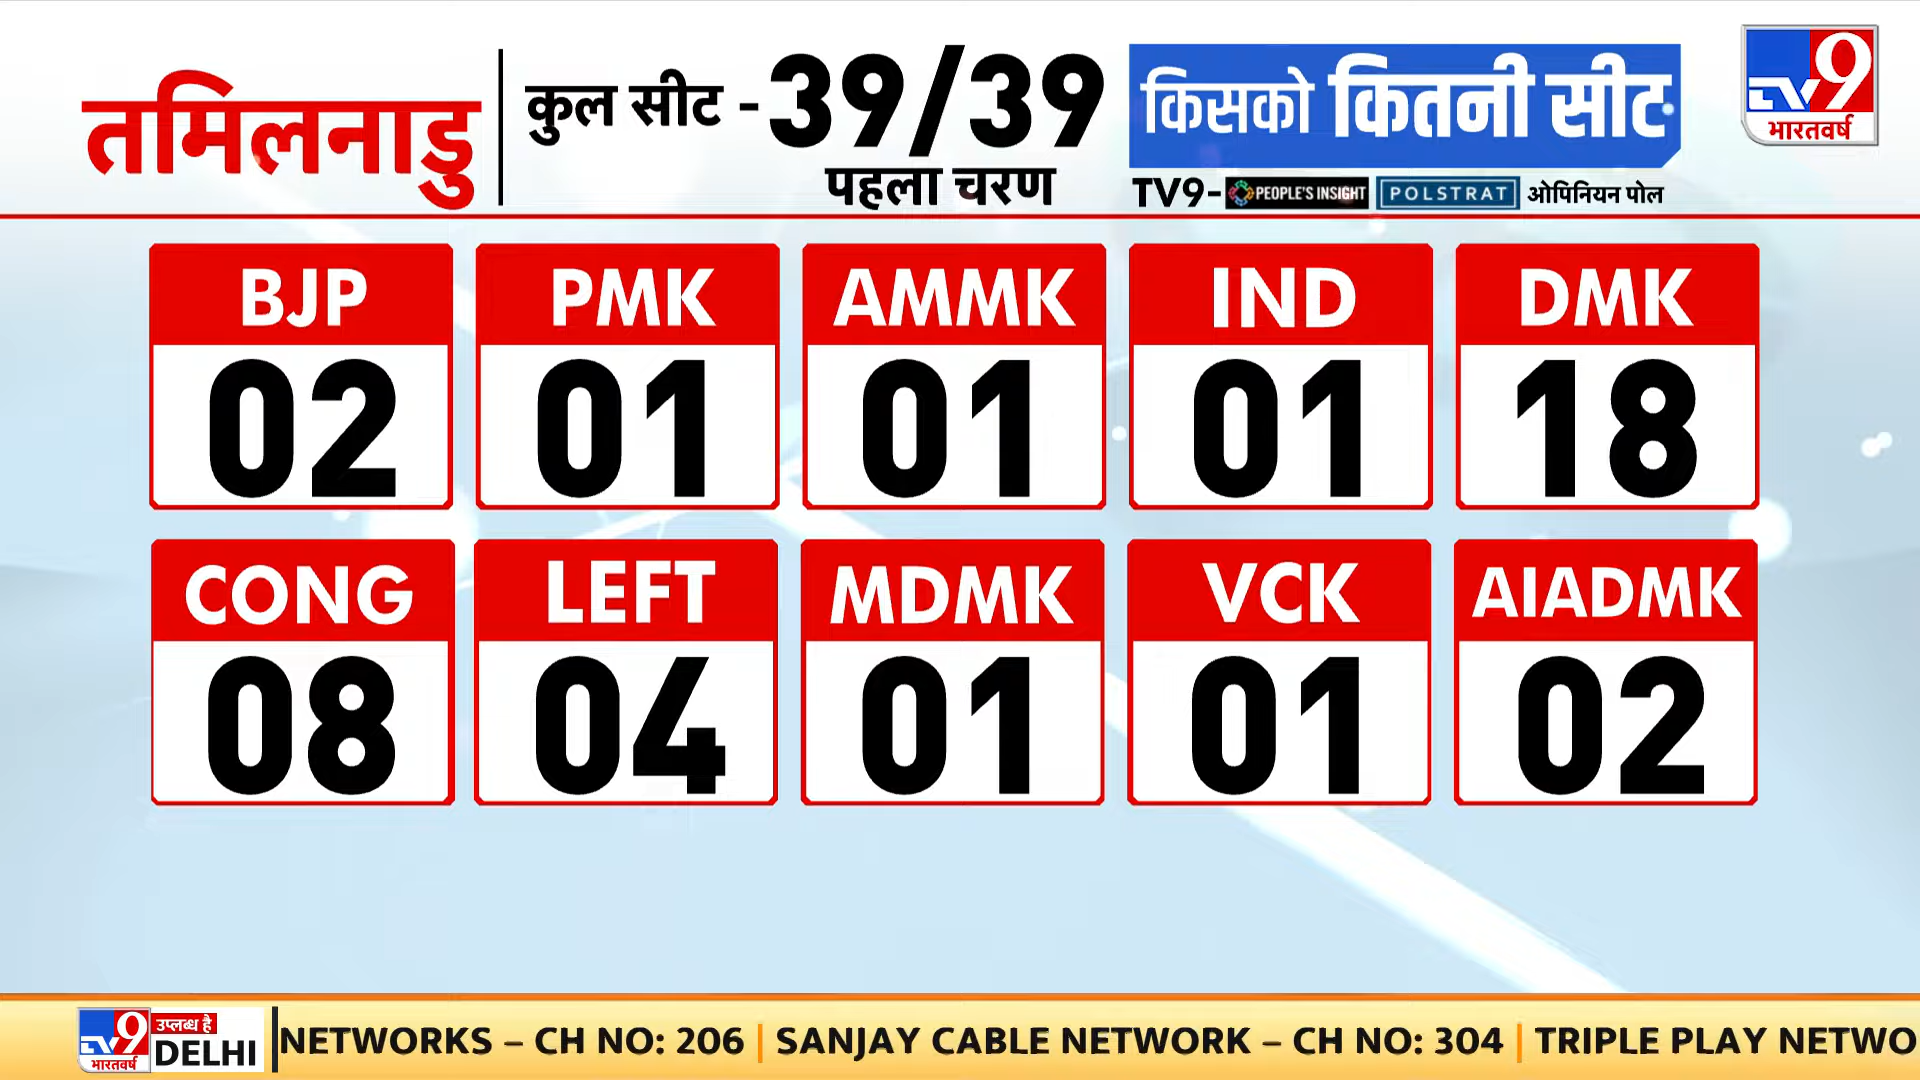 तमिलनाडु
कुल सीट - 39/39
पहला चरण
किसको कितनी सीट
TV9
भारतवर्ष
TV9- PEOPLE'S INSIGHT POLSTRAT ओपिनियन पोल
BJP PMK AMMK IND DMK
02 01 01 01 18
CONG LEFT MDMK VCK AIADMK
08 04 01 01 02
TV9 भारतवर्ष
उप्लब्ध है
DELHI
NETWORKS – CH NO: 206 | SANJAY CABLE NETWORK – CH NO: 304 | TRIPLE PLAY NETWO